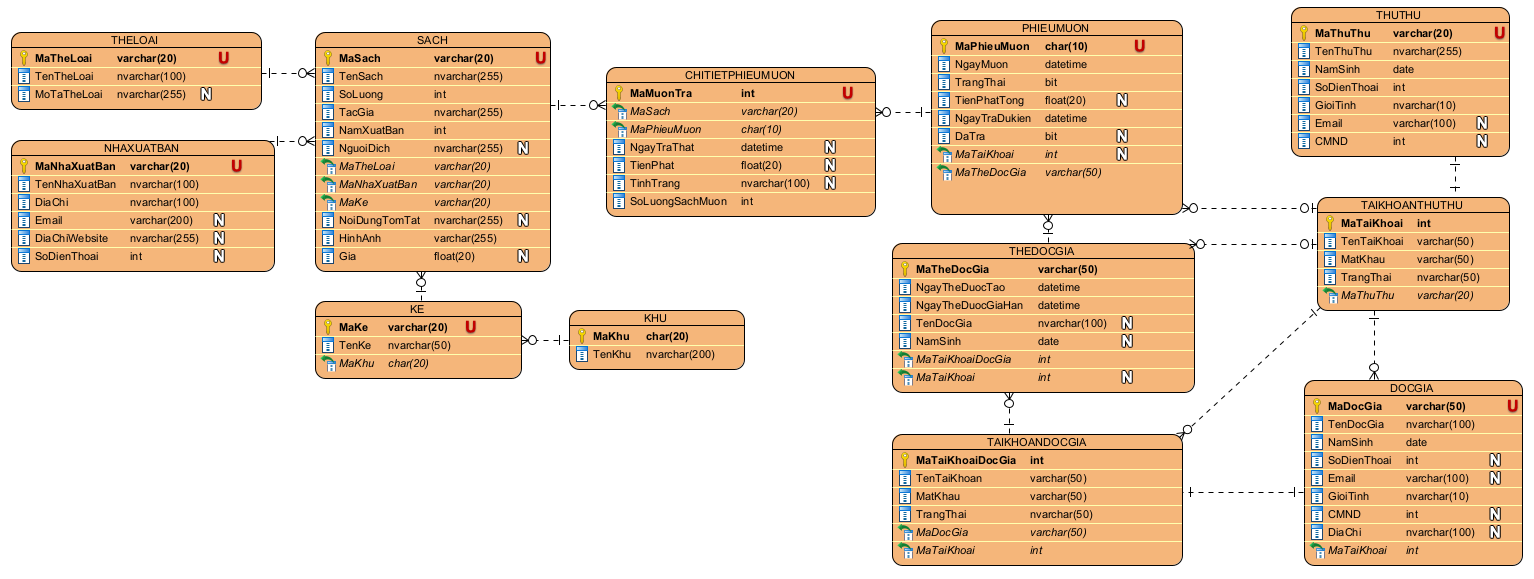 THELOAI
MaTheLoai varchar(20) U
TenTheLoai nvarchar(100)
MoTaTheLoai nvarchar(255) N
NHAXUATBAN
MaNhaXuatBan varchar(20) U
TenNhaXuatBan nvarchar(100)
DiaChi nvarchar(100)
Email varchar(200) N
DiaChiWebsite nvarchar(255) N
SoDienThoai int N
SACH
MaSach varchar(20) U
TenSach nvarchar(255)
SoLuong int
TacGia nvarchar(255)
NamXuatBan int
NguoiDich nvarchar(255) N
MaTheLoai varchar(20)
MaNhaXuatBan varchar(20)
MaKe varchar(20)
NoiDungTomTat nvarchar(255) N
HinhAnh varchar(255)
Gia float(20) N
KE
MaKe varchar(20) U
TenKe nvarchar(50)
MaKhu char(20)
KHU
MaKhu char(20)
TenKhu nvarchar(200)
CHITIETPHIEUMUON
MaMuonTra int U
MaSach varchar(20)
MaPhieuMuon char(10)
NgayTraThat datetime N
TienPhat float(20) N
TinhTrang nvarchar(100) N
SoLuongSachMuon int
PHIEUMUON
MaPhieuMuon char(10) U
NgayMuon datetime
TrangThai bit
TienPhatTong float(20) N
NgayTraDukien datetime
DaTra bit N
MaTaiKhoai int N
MaTheDocGia varchar(50)
THEDOCGIA
MaTheDocGia varchar(50)
NgayTheDuocTao datetime
NgayTheDuocGiaHan datetime
TenDocGia nvarchar(100) N
NamSinh date N
MaTaiKhoaiDocGia int
MaTaiKhoai int N
TAIKHOANDOCGIA
MaTaiKhoaiDocGia int
TenTaiKhoan varchar(50)
MatKhau varchar(50)
TrangThai nvarchar(50)
MaDocGia varchar(50)
MaTaiKhoai int
THUTHU
MaThuThu varchar(20) U
TenThuThu nvarchar(255)
NamSinh date
SoDienThoai int
GioiTinh nvarchar(10)
Email varchar(100) N
CMND int N
TAIKHOANTHUTHU
MaTaiKhoai int
TenTaiKhoai varchar(50)
MatKhau varchar(50)
TrangThai nvarchar(50)
MaThuThu varchar(20)
DOCGIA
MaDocGia varchar(50) U
TenDocGia nvarchar(100)
NamSinh date
SoDienThoai int N
Email varchar(100) N
GioiTinh nvarchar(10)
CMND int N
DiaChi nvarchar(100) N
MaTaiKhoai int